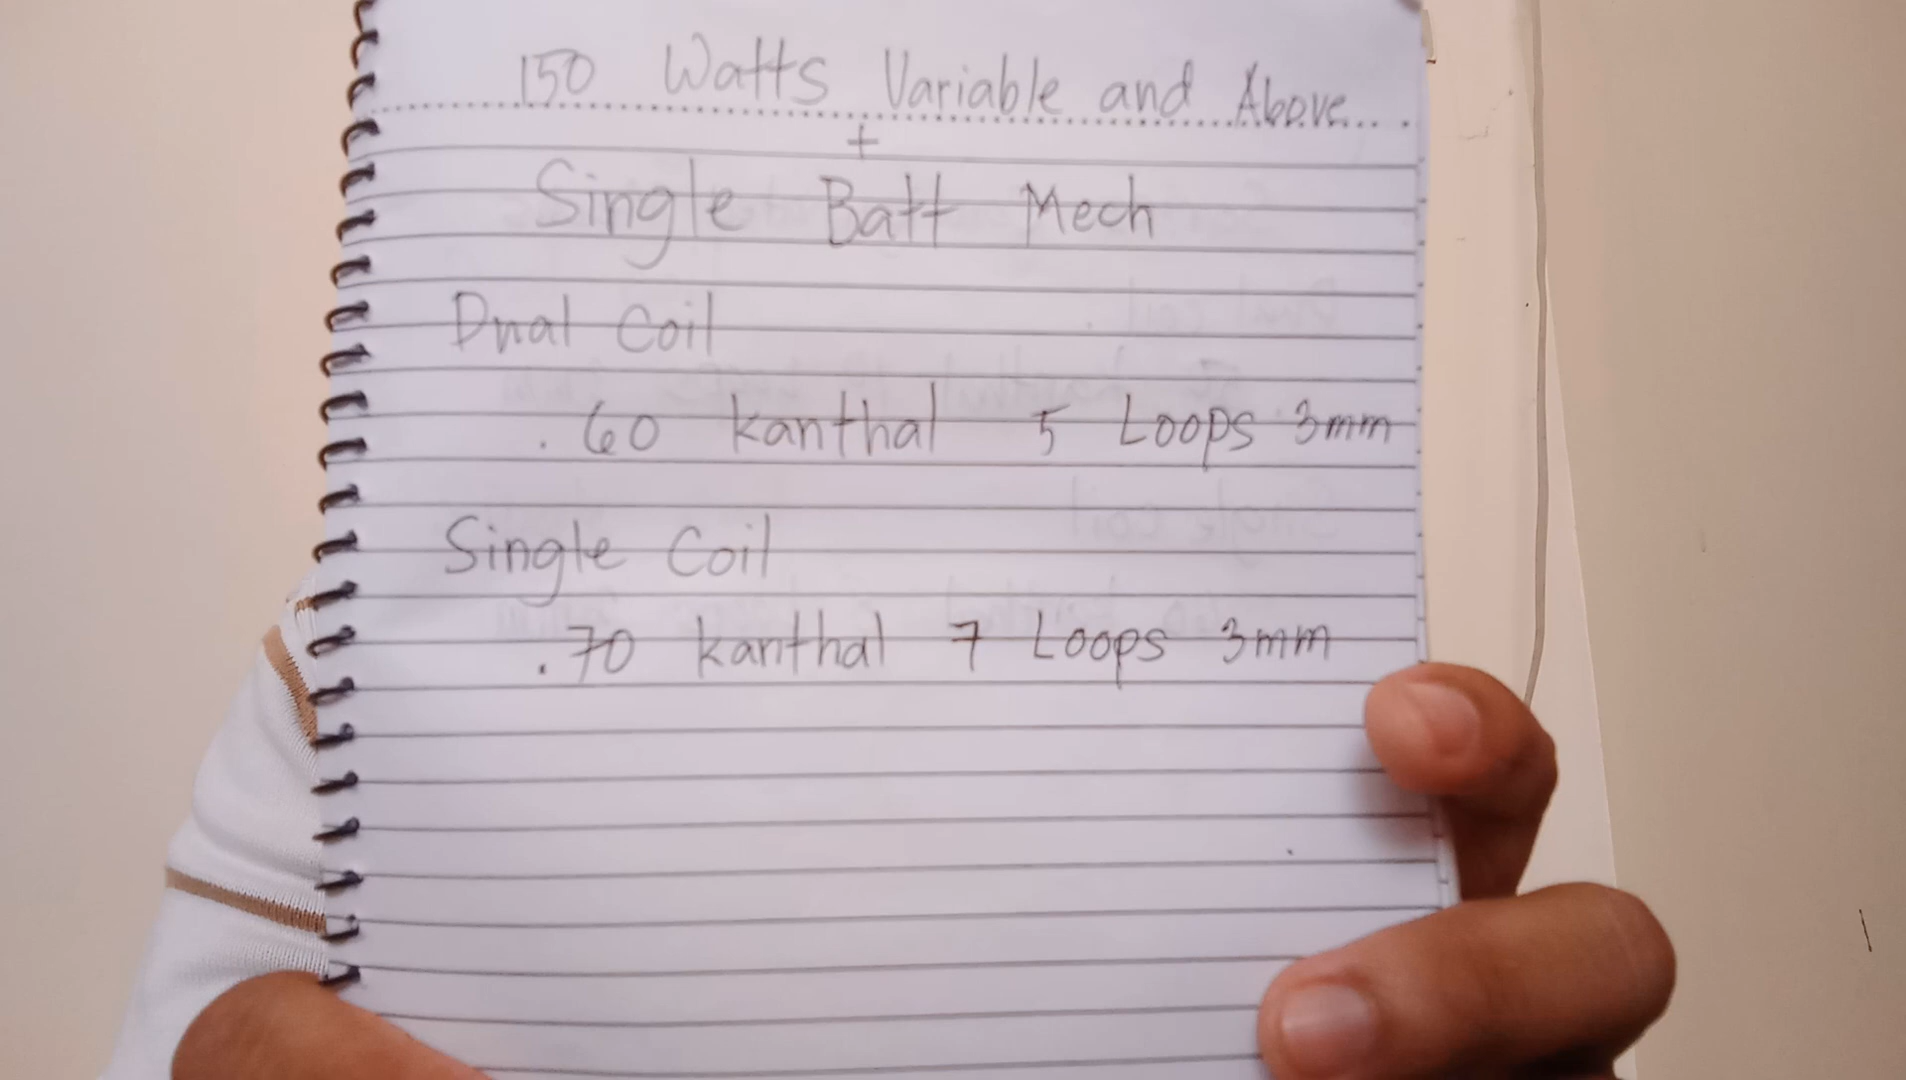 150 Watts Variable and Above...
+
Single Batt Mech
Dual Coil
.60 kanthal 5 Loops 3mm
Single Coil
.70 kanthal 7 Loops 3mm